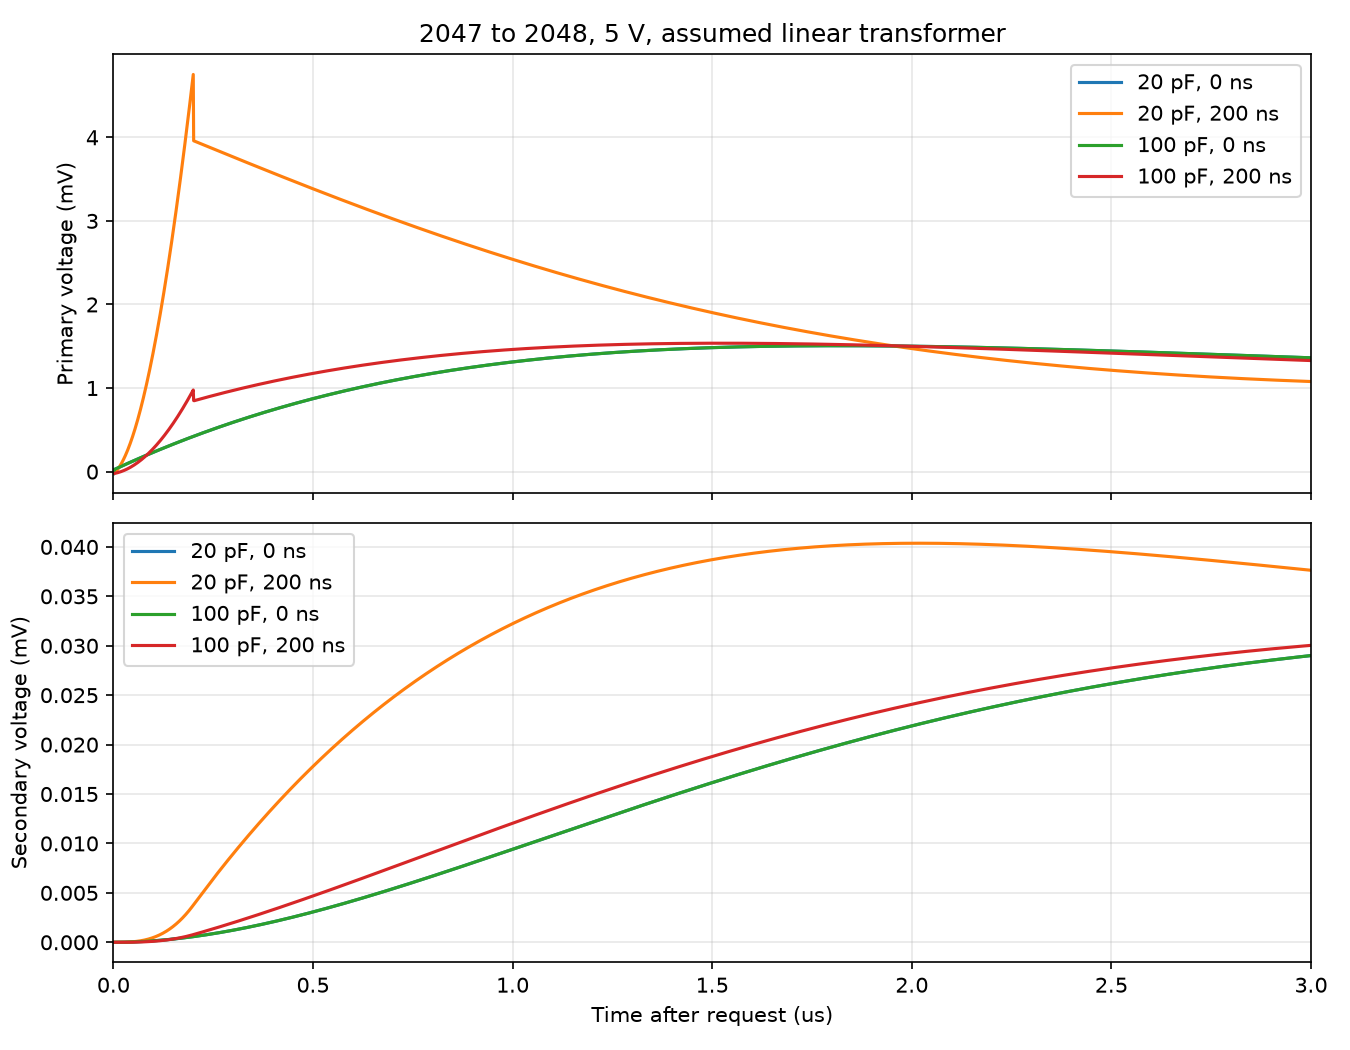 2047 to 2048, 5 V, assumed linear transformer
Primary voltage (mV)
4
3
2
1
0
20 pF, 0 ns
20 pF, 200 ns
100 pF, 0 ns
100 pF, 200 ns
Secondary voltage (mV)
0.040
0.035
0.030
0.025
0.020
0.015
0.010
0.005
0.000
20 pF, 0 ns
20 pF, 200 ns
100 pF, 0 ns
100 pF, 200 ns
0.0 0.5 1.0 1.5 2.0 2.5 3.0
Time after request (us)